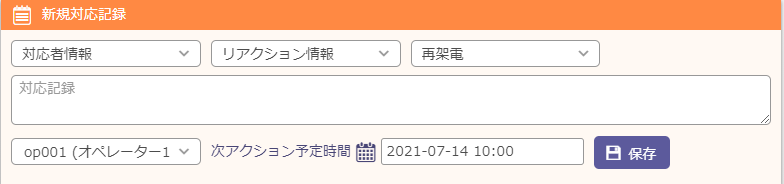 新規対応記録
対応者情報 リアクション情報 再架電
対応記録
op001 (オペレーター1 次アクション予定時間 2021-07-14 10:00 保存